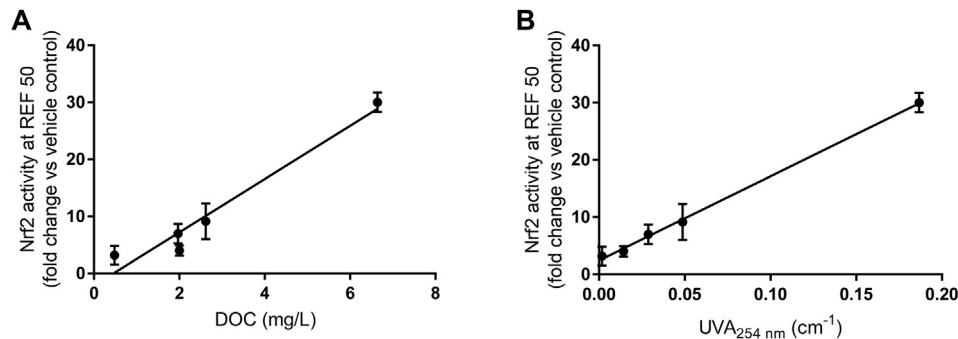 A
Nrf2 activity at REF 50
(fold change vs vehicle control)
40
30
20
10
0
0 2 4 6 8
DOC (mg/L)
B
Nrf2 activity at REF 50
(fold change vs vehicle control)
40
30
20
10
0
0.00 0.05 0.10 0.15 0.20
UVA254 nm (cm-1)